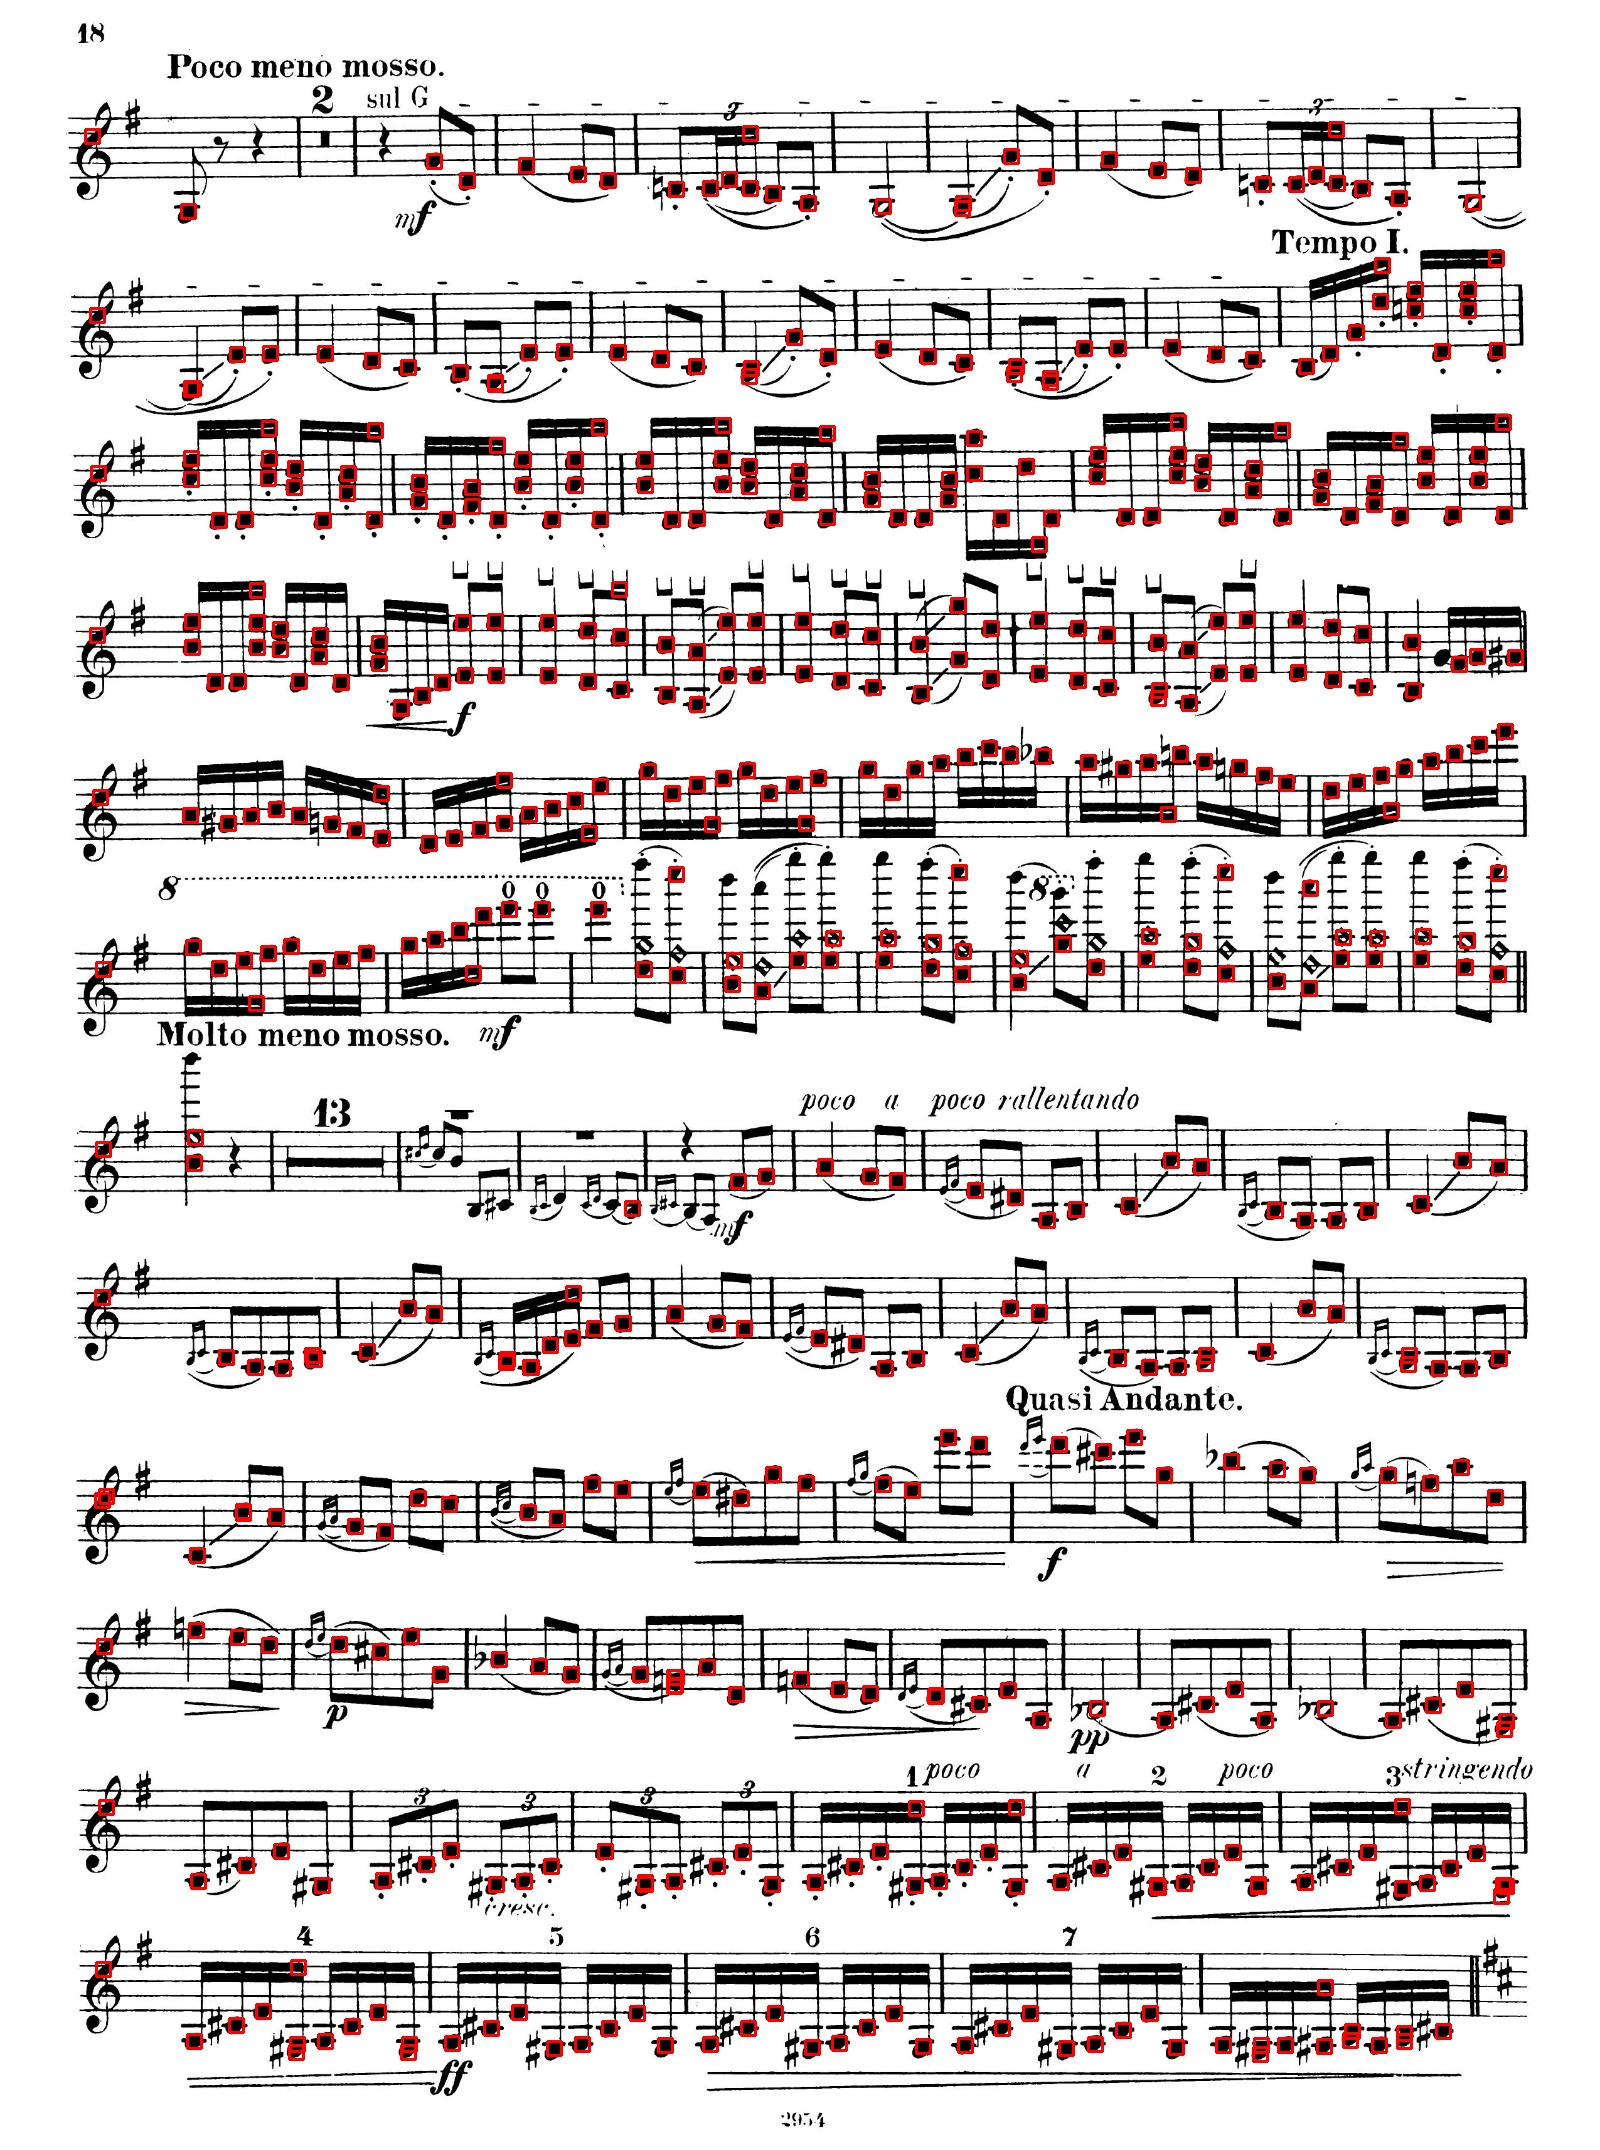 18
Poco meno mosso.
2
sul G
3
3
mf
Tempo I.
f
8
0 0 0
8
mf
Molto meno mosso.
13
poco a poco rallentando
mf
Quasi Andante.
f
p
pp
1 poco a 2 poco 3 stringendo
3 3 3 3
cresc.
4 5 6 7
ff
2954